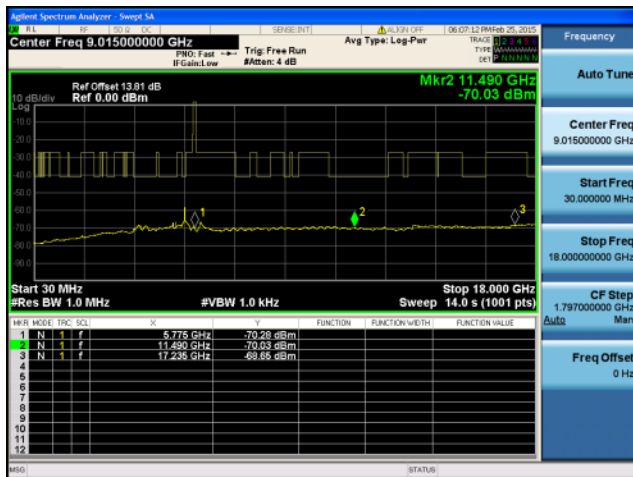 Agilent Spectrum Analyzer - Swept SA
RL RF 50 Ω DC SENSE:INT ALIGN OFF 06:07:12 PM Feb 25, 2015
Center Freq 9.015000000 GHz
PNO: Fast
IFGain:Low
Trig: Free Run
#Atten: 4 dB
Avg Type: Log-Pwr
TRACE 1 2 3 4 5 6
TYPE
DET P N N N N N
Ref Offset 13.81 dB
10 dB/div Ref 0.00 dBm
Log
Mkr2 11.490 GHz
-70.03 dBm
-10.0
-20.0
-30.0
-40.0
-50.0
-60.0
-70.0
-80.0
-90.0
1
2
3
Start 30 MHz
Stop 18.000 GHz
#Res BW 1.0 MHz
#VBW 1.0 kHz
Sweep 14.0 s (1001 pts)
MKR MODE TRC SCL X Y FUNCTION FUNCTION WIDTH FUNCTION VALUE
1 N 1 f 5.775 GHz -70.28 dBm
2 N 1 f 11.490 GHz -70.03 dBm
3 N 1 f 17.235 GHz -68.65 dBm
4
5
6
7
8
9
10
11
12
MSG
STATUS
Frequency
Auto Tune
Center Freq
9.015000000 GHz
Start Freq
30.000000 MHz
Stop Freq
18.000000000 GHz
CF Step
1.797000000 GHz
Auto Man
Freq Offset
0 Hz